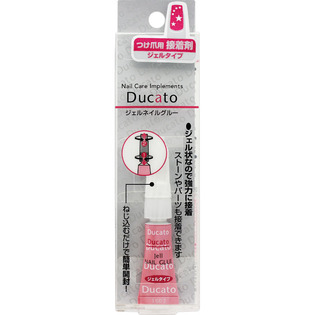 つけ爪用 接着剤
ジェルタイプ
Nail Care Implements
Ducato
ジェルネイルグルー
●ジェル状なので強力に接着
ストーンやパーツも接着できます
●ねじ込むだけで簡単開封!
Ducato
Ducato
Jell
NAIL GLUE
ジェルタイプ
Ducato